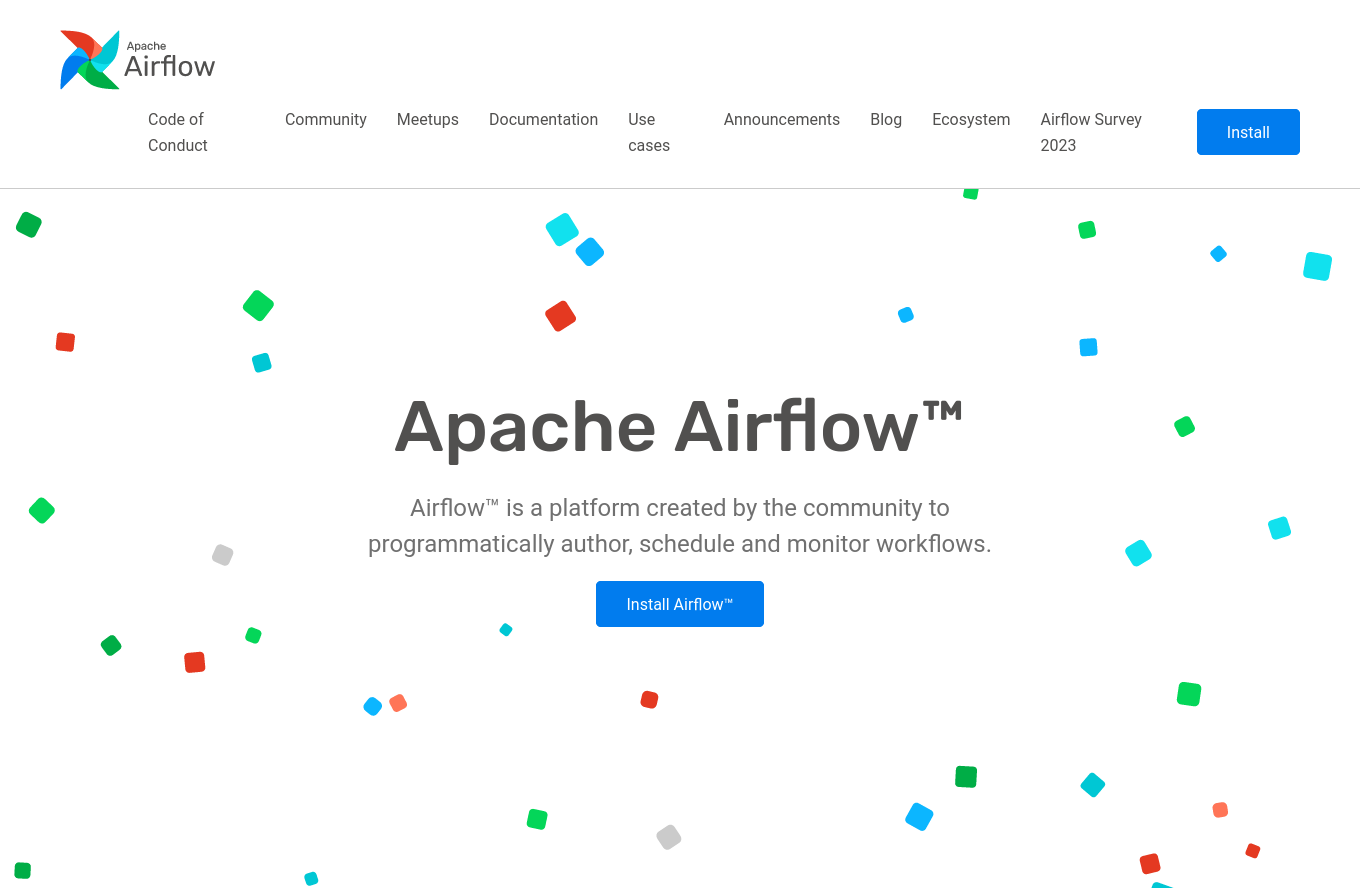 Apache
Airflow
Code of
Conduct
Community
Meetups
Documentation
Use
cases
Announcements
Blog
Ecosystem
Airflow Survey
2023
Install
Apache Airflow™
Airflow™ is a platform created by the community to
programmatically author, schedule and monitor workflows.
Install Airflow™